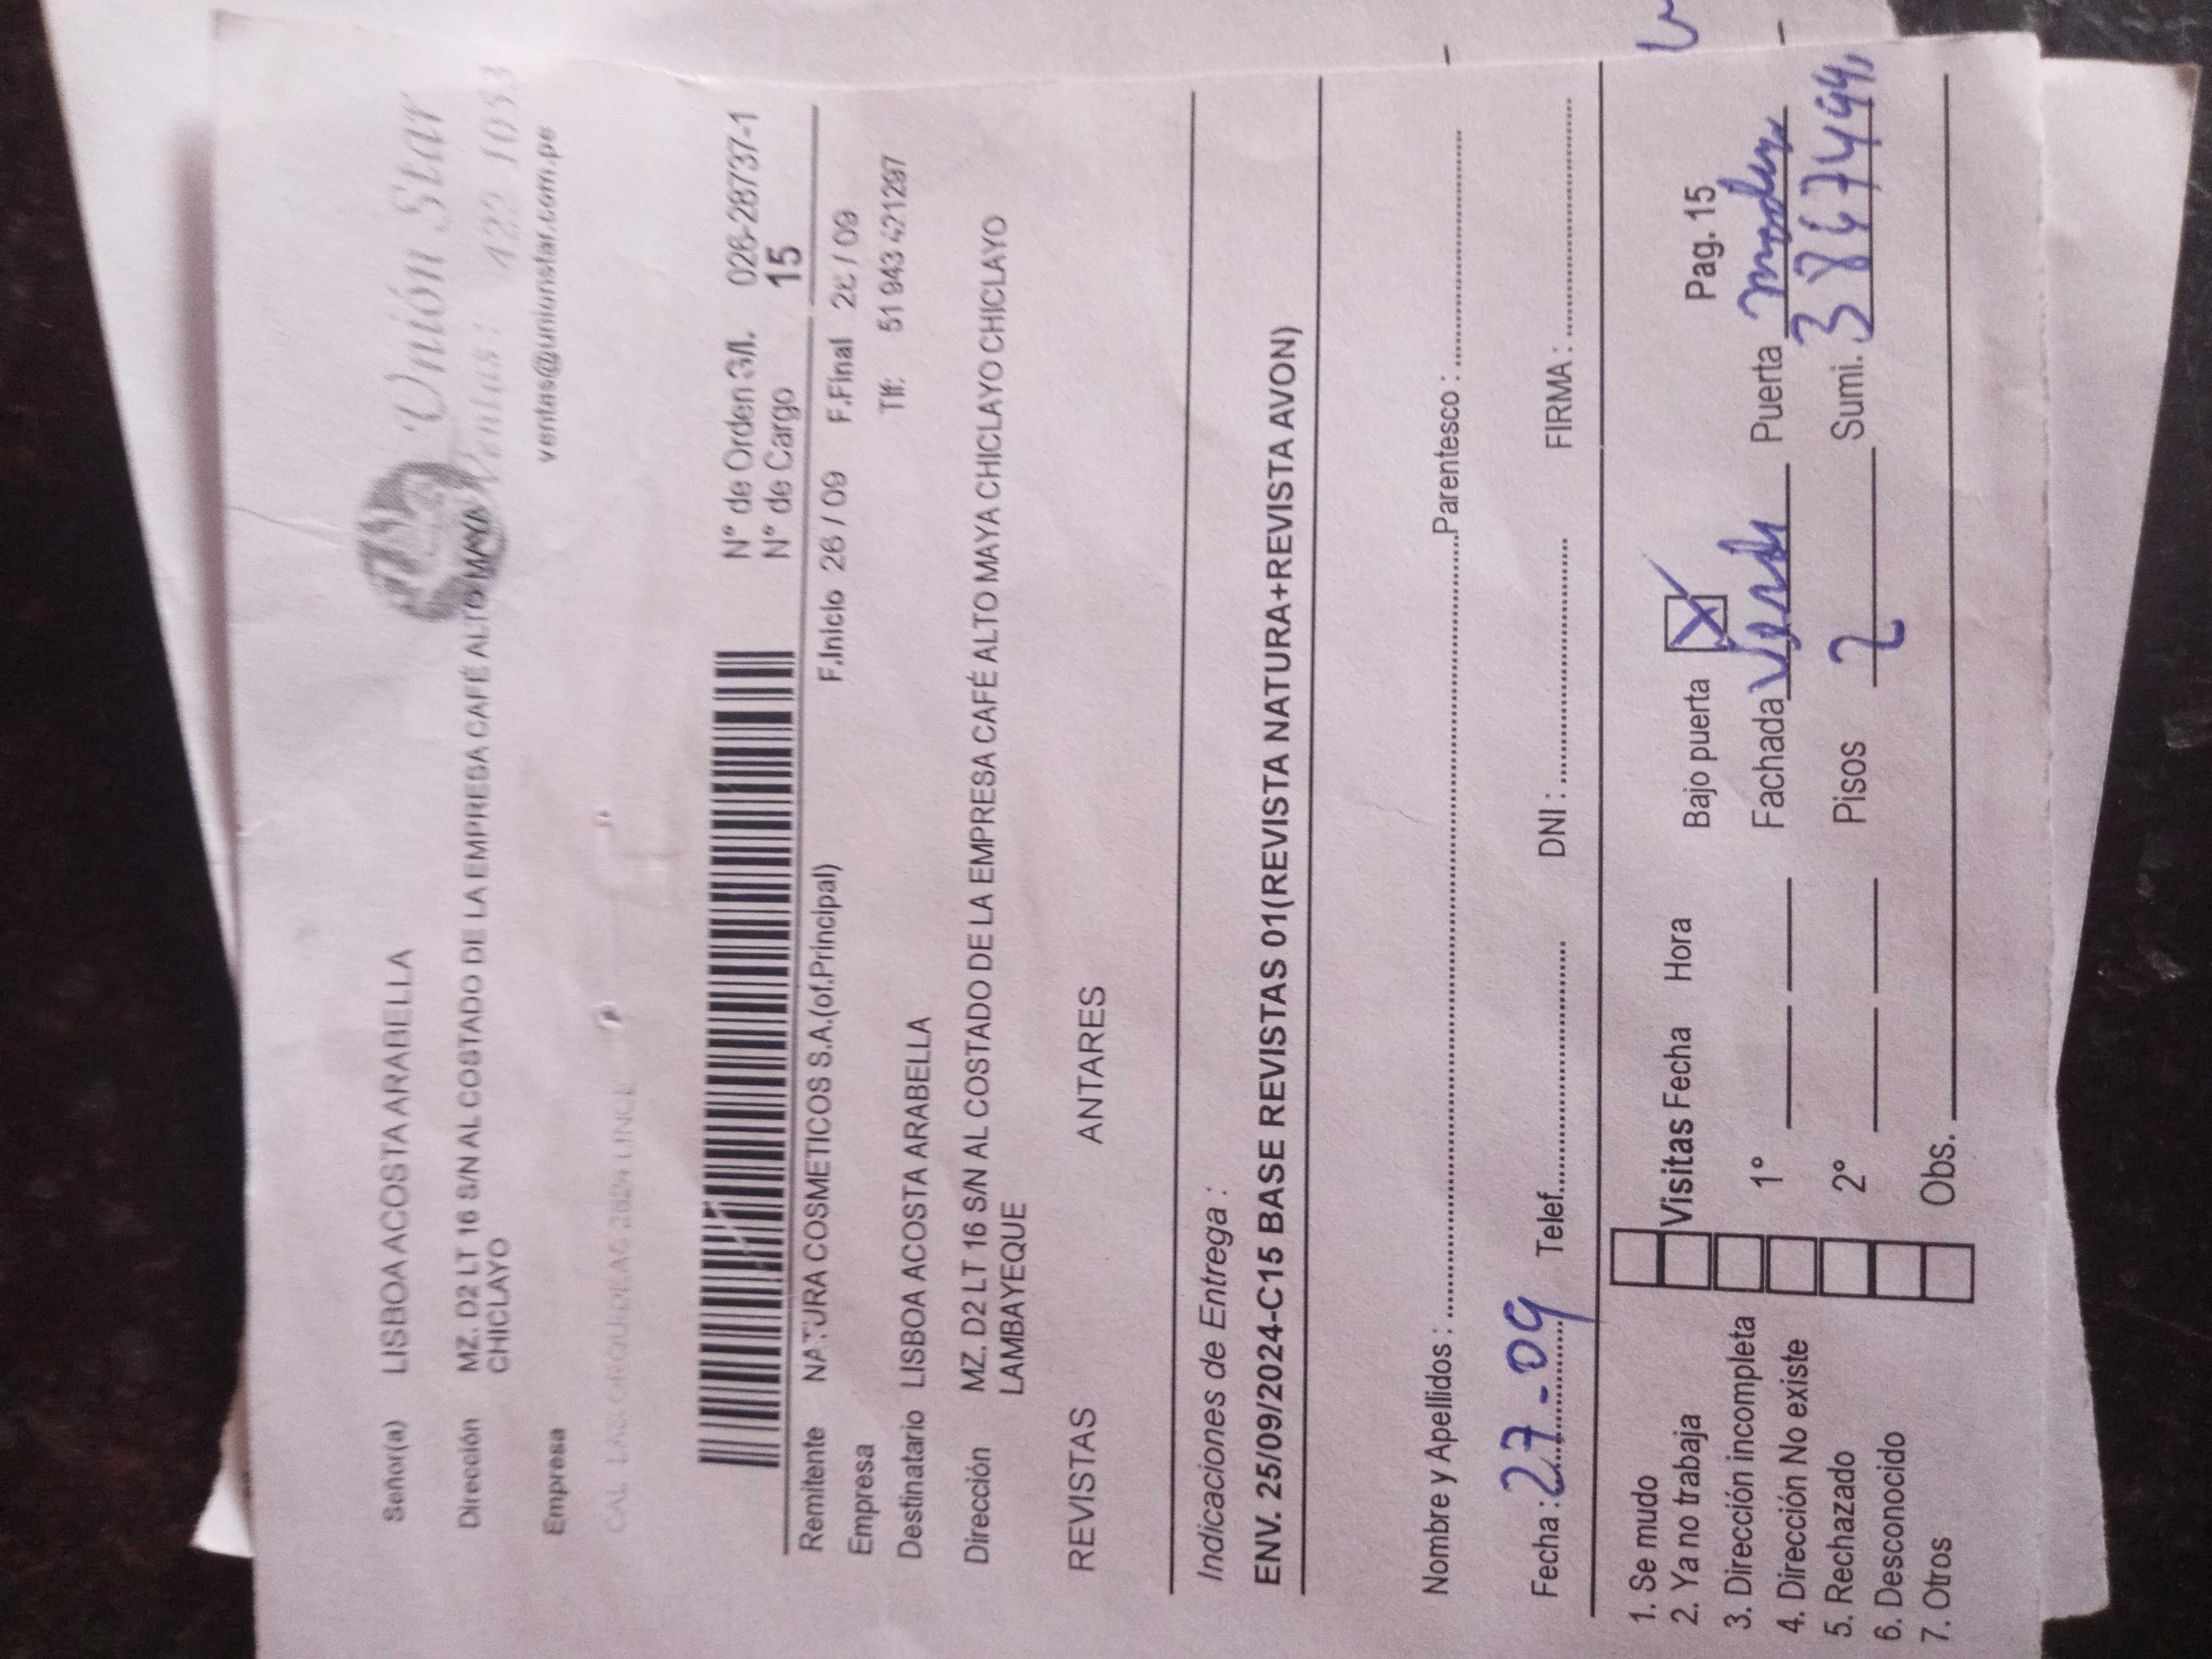 Unión Star
Ventas: 422 1033
ventas@unionstar.com.pe
Señor(a) LISBOA ACOSTA ARABELLA
Dirección MZ. D2 LT 16 S/N AL COSTADO DE LA EMPRESA CAFÉ ALTO MAYA
CHICLAYO
Empresa
N° de Orden G/I. 026-28737-1
N° de Cargo 15
Remitente NATURA COSMETICOS S.A.(of.Principal) F.Inicio 26 / 09 F.Final / 09
Empresa Tlf: 51 943 421297
Destinatario LISBOA ACOSTA ARABELLA
Dirección MZ. D2 LT 16 S/N AL COSTADO DE LA EMPRESA CAFÉ ALTO MAYA CHICLAYO CHICLAYO
LAMBAYEQUE
REVISTAS ANTARES
Indicaciones de Entrega :
ENV. 25/09/2024-C15 BASE REVISTAS 01(REVISTA NATURA+REVISTA AVON)
Nombre y Apellidos : Parentesco :
Fecha : 27-09 Telef. DNI : FIRMA :
1. Se mudo
2. Ya no trabaja
3. Dirección incompleta
4. Dirección No existe
5. Rechazado
6. Desconocido
7. Otros
Visitas Fecha Hora Bajo puerta Pag. 15
1° Fachada Puerta
2° Pisos 2 Sumi.
Obs.